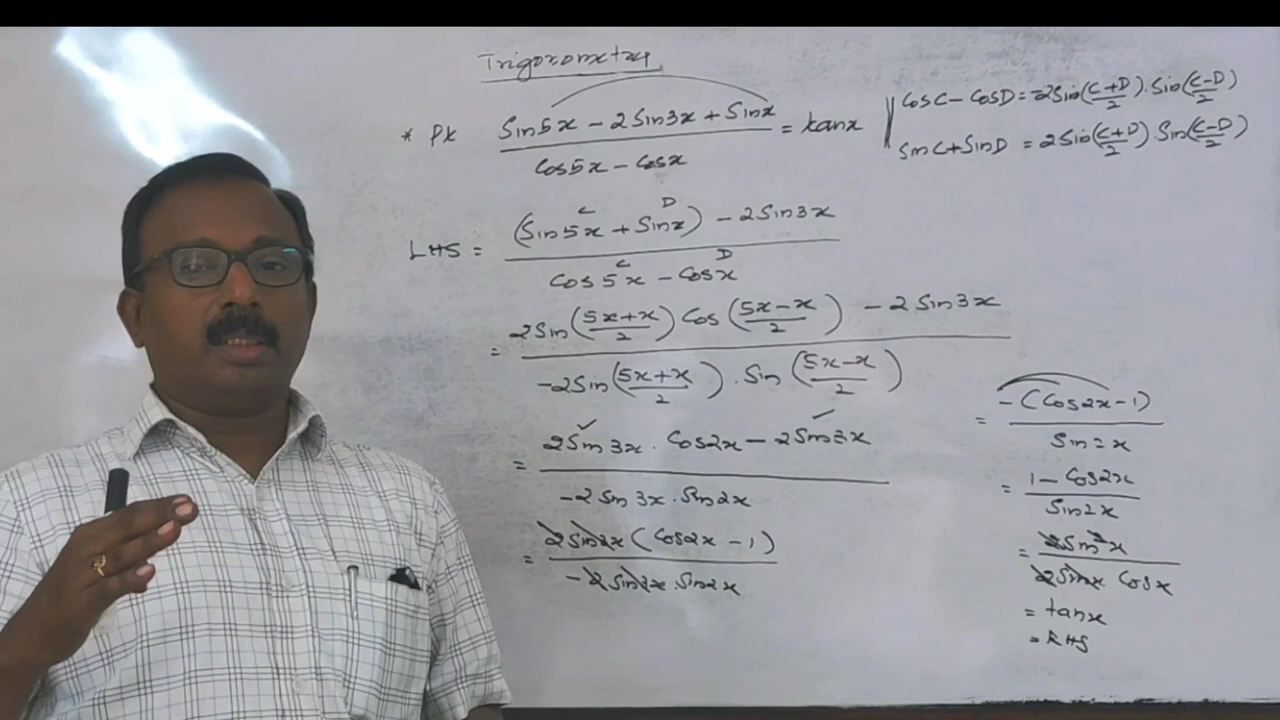 Trigonometry
* Pt (Sin5x - 2Sin3x + Sinx) / (Cos5x - Cosx) = tanx
CosC - CosD = -2Sin((C+D)/2) . Sin((C-D)/2)
SinC + SinD = 2Sin((C+D)/2) . Sin((C-D)/2)
C D
LHS = ((Sin5x + Sinx) - 2Sin3x) / (Cos5x - Cosx)
C D
= (2Sin((5x+x)/2) Cos((5x-x)/2) - 2Sin3x) / (-2Sin((5x+x)/2) . Sin((5x-x)/2))
= (2Sin3x . Cos2x - 2Sin3x) / (-2Sin3x . Sin2x)
= (2Sin3x (Cos2x - 1)) / (-2Sin3x . Sin2x)
= -(Cos2x - 1) / Sin2x
= (1 - Cos2x) / Sin2x
= 2Sin²x / (2Sinx Cosx)
= tanx
= RHS